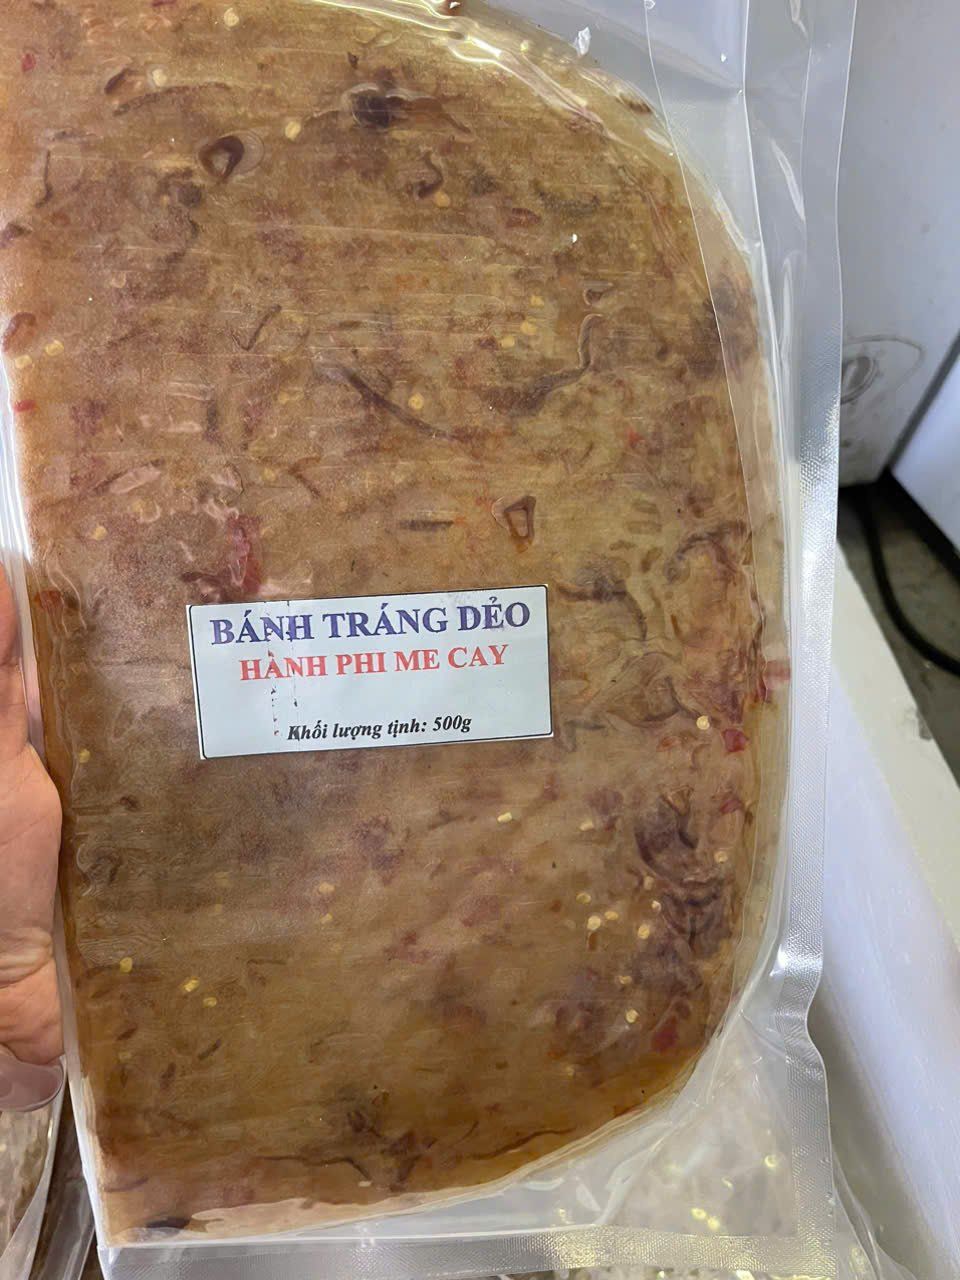 BÁNH TRÁNG DẺO
HÀNH PHI ME CAY
Khối lượng tịnh: 500g